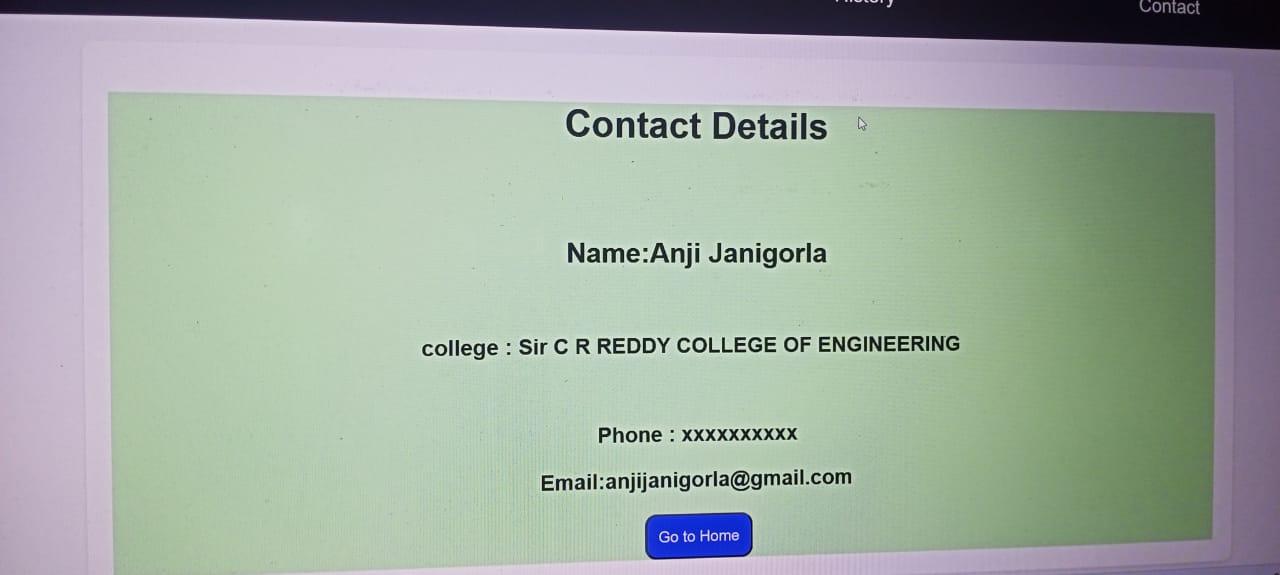 Contact
Contact Details
Name:Anji Janigorla
college : Sir C R REDDY COLLEGE OF ENGINEERING
Phone : xxxxxxxxxx
Email:anjijanigorla@gmail.com
Go to Home